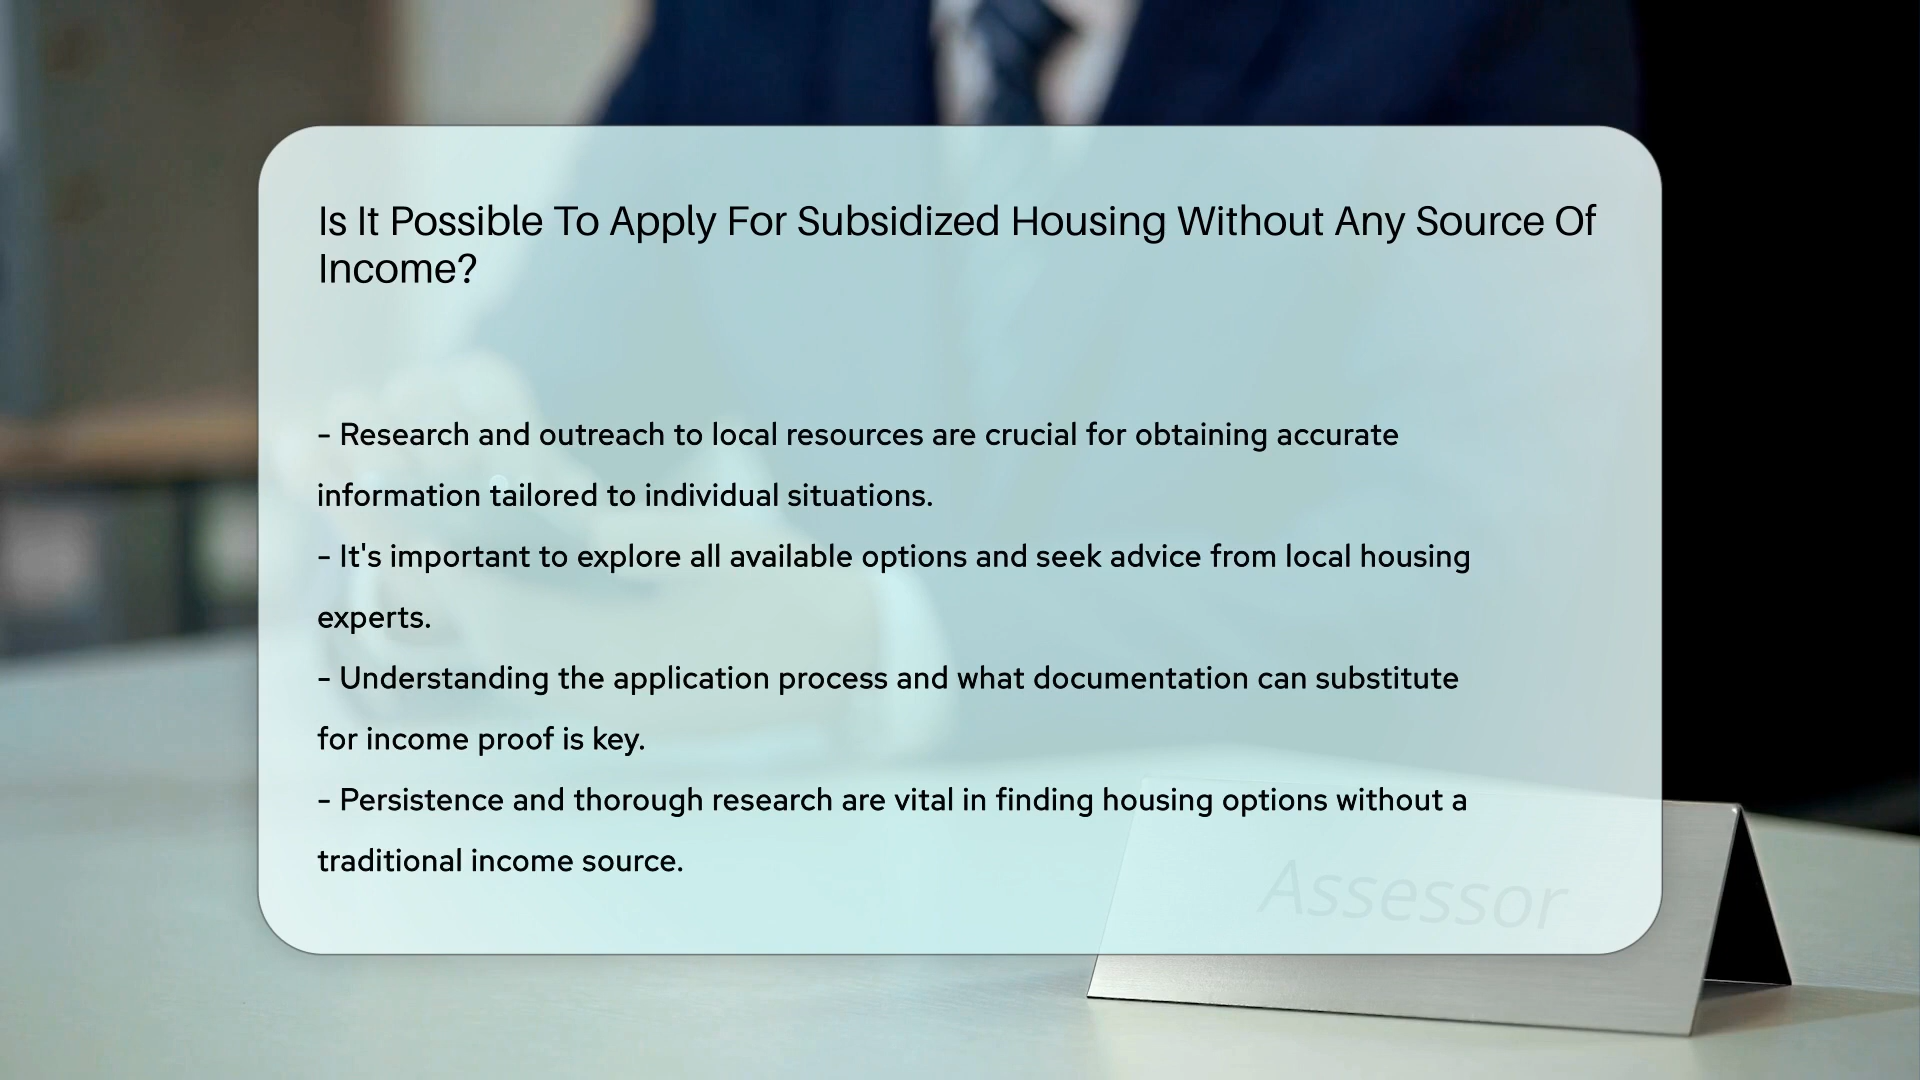 Is It Possible To Apply For Subsidized Housing Without Any Source Of
Income?
- Research and outreach to local resources are crucial for obtaining accurate
information tailored to individual situations.
- It's important to explore all available options and seek advice from local housing
experts.
- Understanding the application process and what documentation can substitute
for income proof is key.
- Persistence and thorough research are vital in finding housing options without a
traditional income source.
Assessor